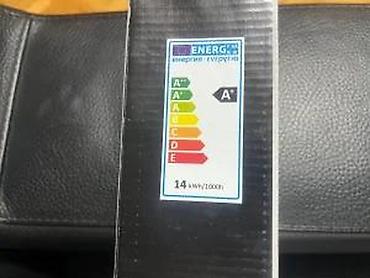 ENERG
енергия · ενεργεια
A++
A+
A
B
C
D
E
A+
14 kWh/1000h